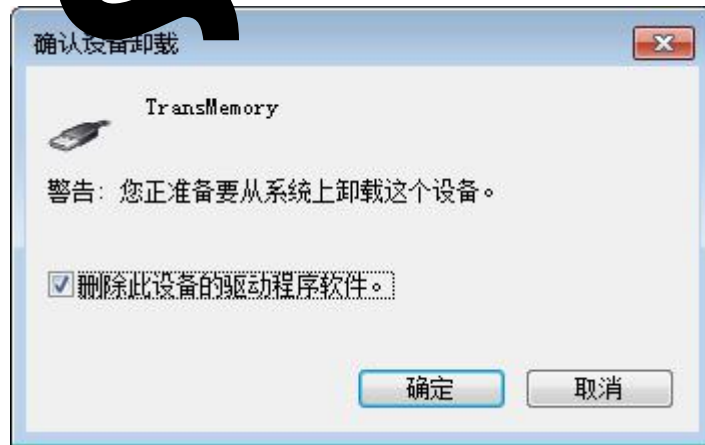 确认设备卸载
TransMemory
警告：您正准备要从系统上卸载这个设备。
删除此设备的驱动程序软件。
确定
取消